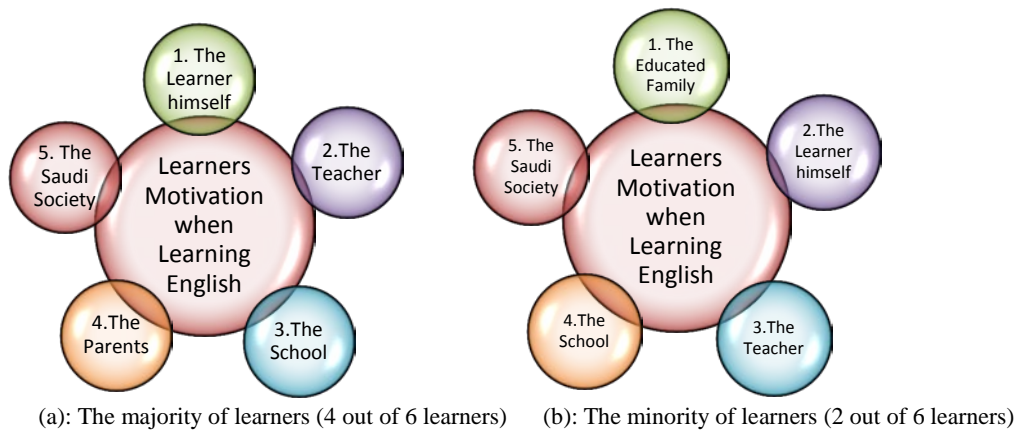 1. The
Learner
himself
2.The
Teacher
3.The
School
4.The
Parents
5. The
Saudi
Society
Learners
Motivation
when
Learning
English
(a): The majority of learners (4 out of 6 learners)
1. The
Educated
Family
2.The
Learner
himself
3.The
Teacher
4.The
School
5. The
Saudi
Society
Learners
Motivation
when
Learning
English
(b): The minority of learners (2 out of 6 learners)